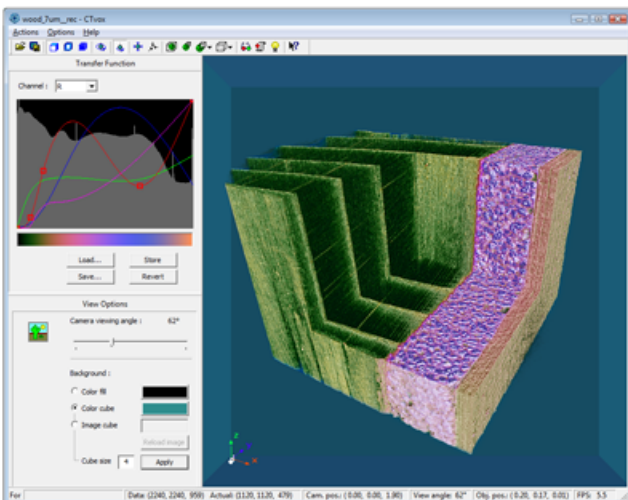 wood_7um_rec - Options - CTvox
Actions Options Help
Transfer Function
Channel : R
Load... Store
Save... Revert
View Options
Camera viewing angle : 62°
Background :
Color fill
Color cube
Image cube
Reload image
Cube size 4 Apply
For Data: (2240, 2240, 959) Actual: (1120, 1120, 479) Cam. pos.: ( 0.00, 0.00, 1.80) View angle: 62° Obj. pos.: ( 0.20, 0.17, 0.01) FPS: 5.5